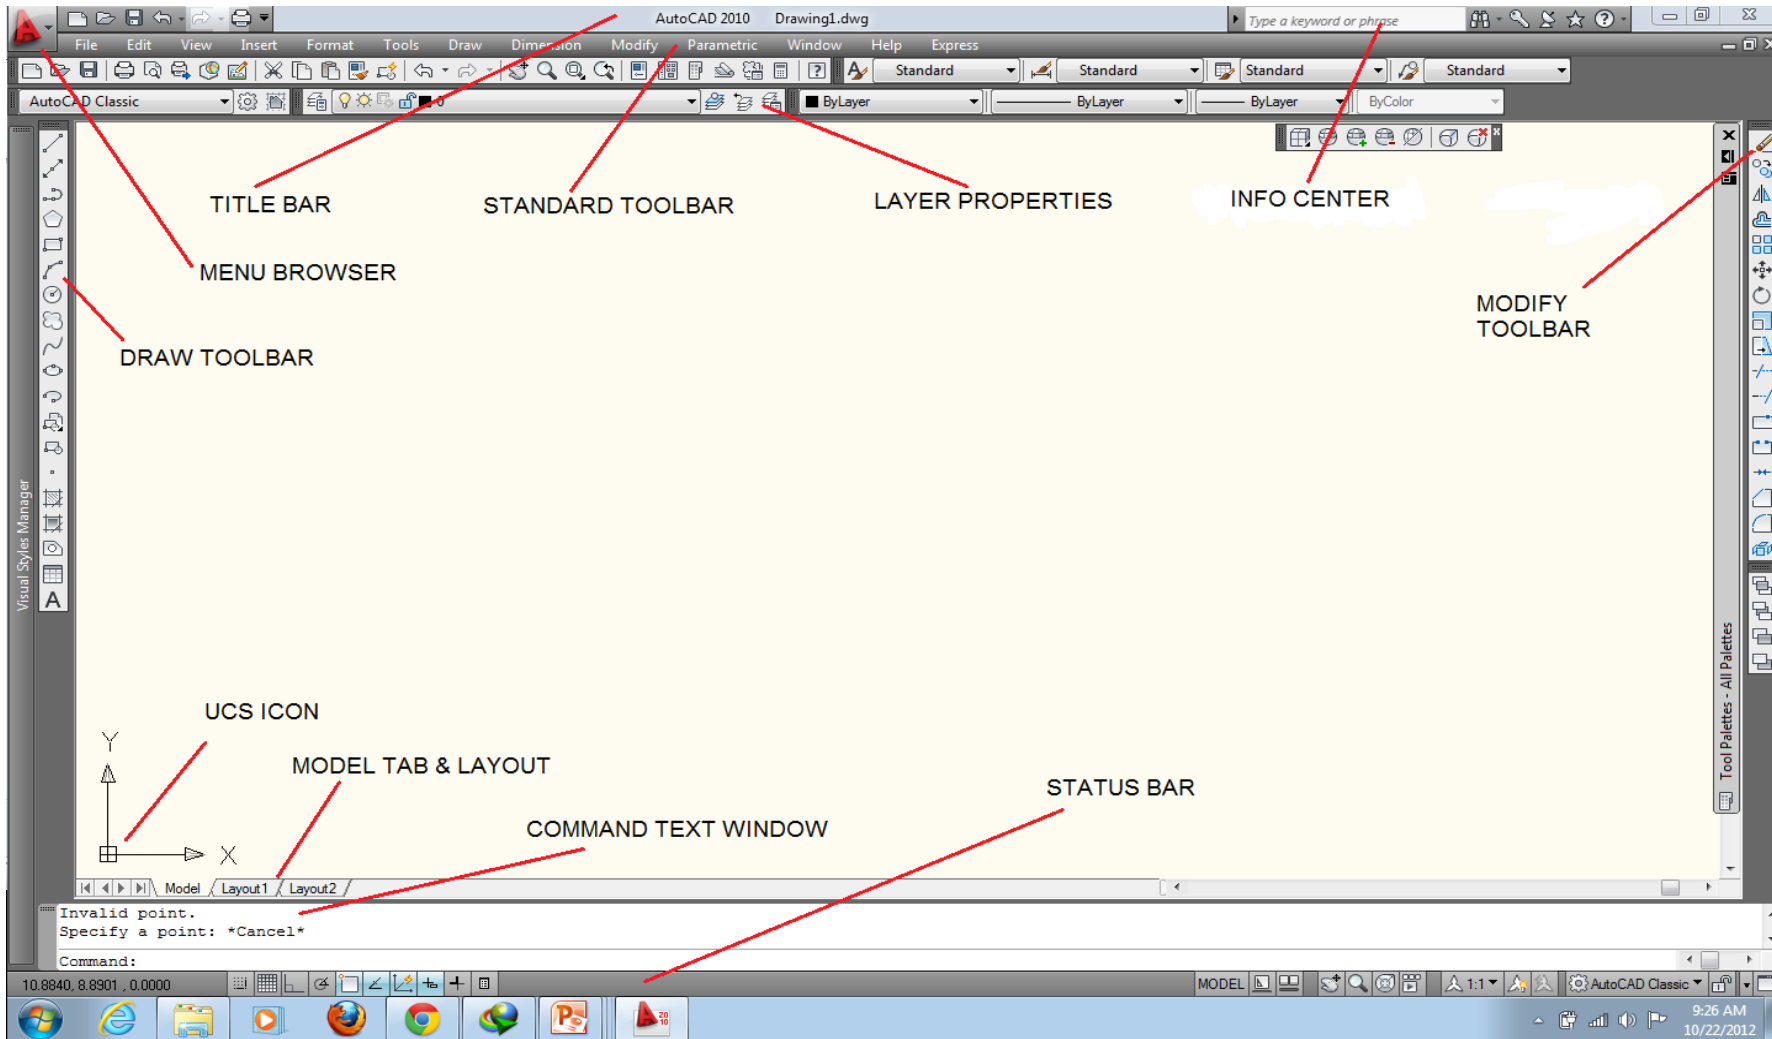 AutoCAD 2010 Drawing1.dwg
Type a keyword or phrase
File Edit View Insert Format Tools Draw Dimension Modify Parametric Window Help Express
Standard Standard Standard Standard
AutoCAD Classic 0 ByLayer ByLayer ByLayer ByColor
TITLE BAR
STANDARD TOOLBAR
LAYER PROPERTIES
INFO CENTER
MENU BROWSER
MODIFY
TOOLBAR
DRAW TOOLBAR
Visual Styles Manager
A
Tool Palettes - All Palettes
UCS ICON
Y
MODEL TAB & LAYOUT
STATUS BAR
COMMAND TEXT WINDOW
X
Model Layout1 Layout2
Invalid point.
Specify a point: *Cancel*
Command:
10.8840, 8.8901 , 0.0000 MODEL 1:1 AutoCAD Classic
9:26 AM
10/22/2012